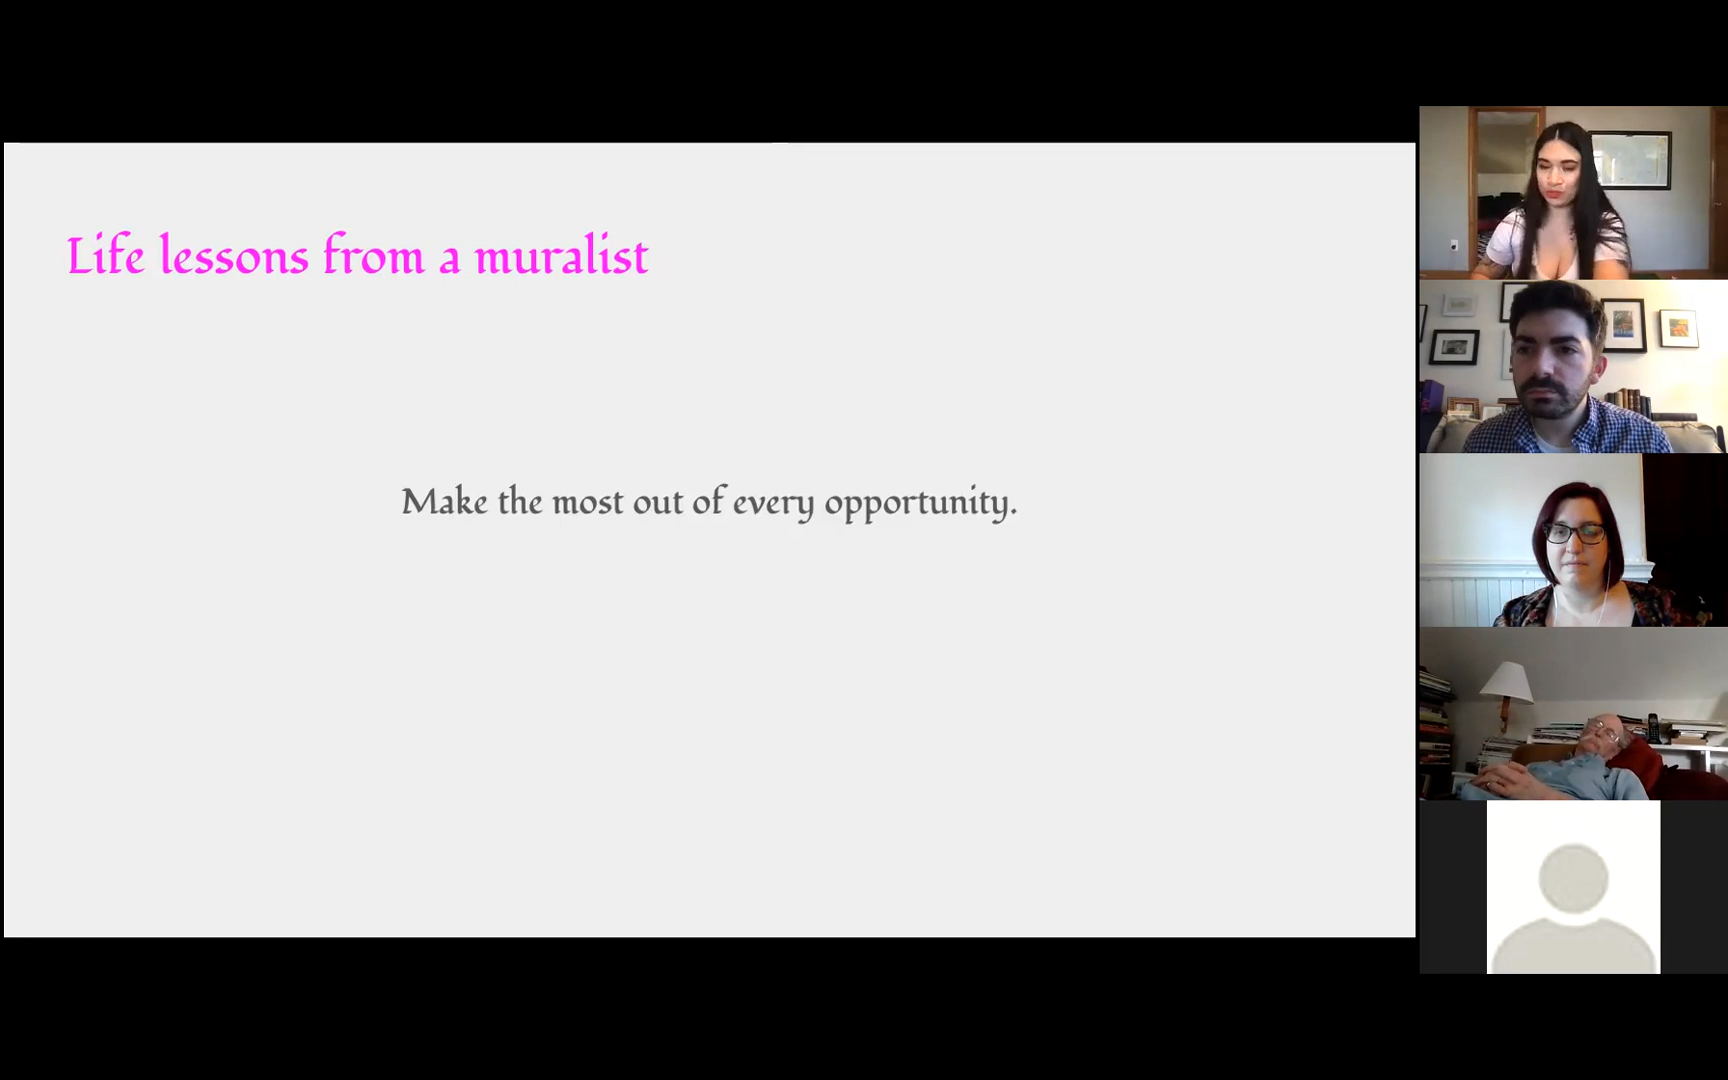 Life lessons from a muralist
Make the most out of every opportunity.